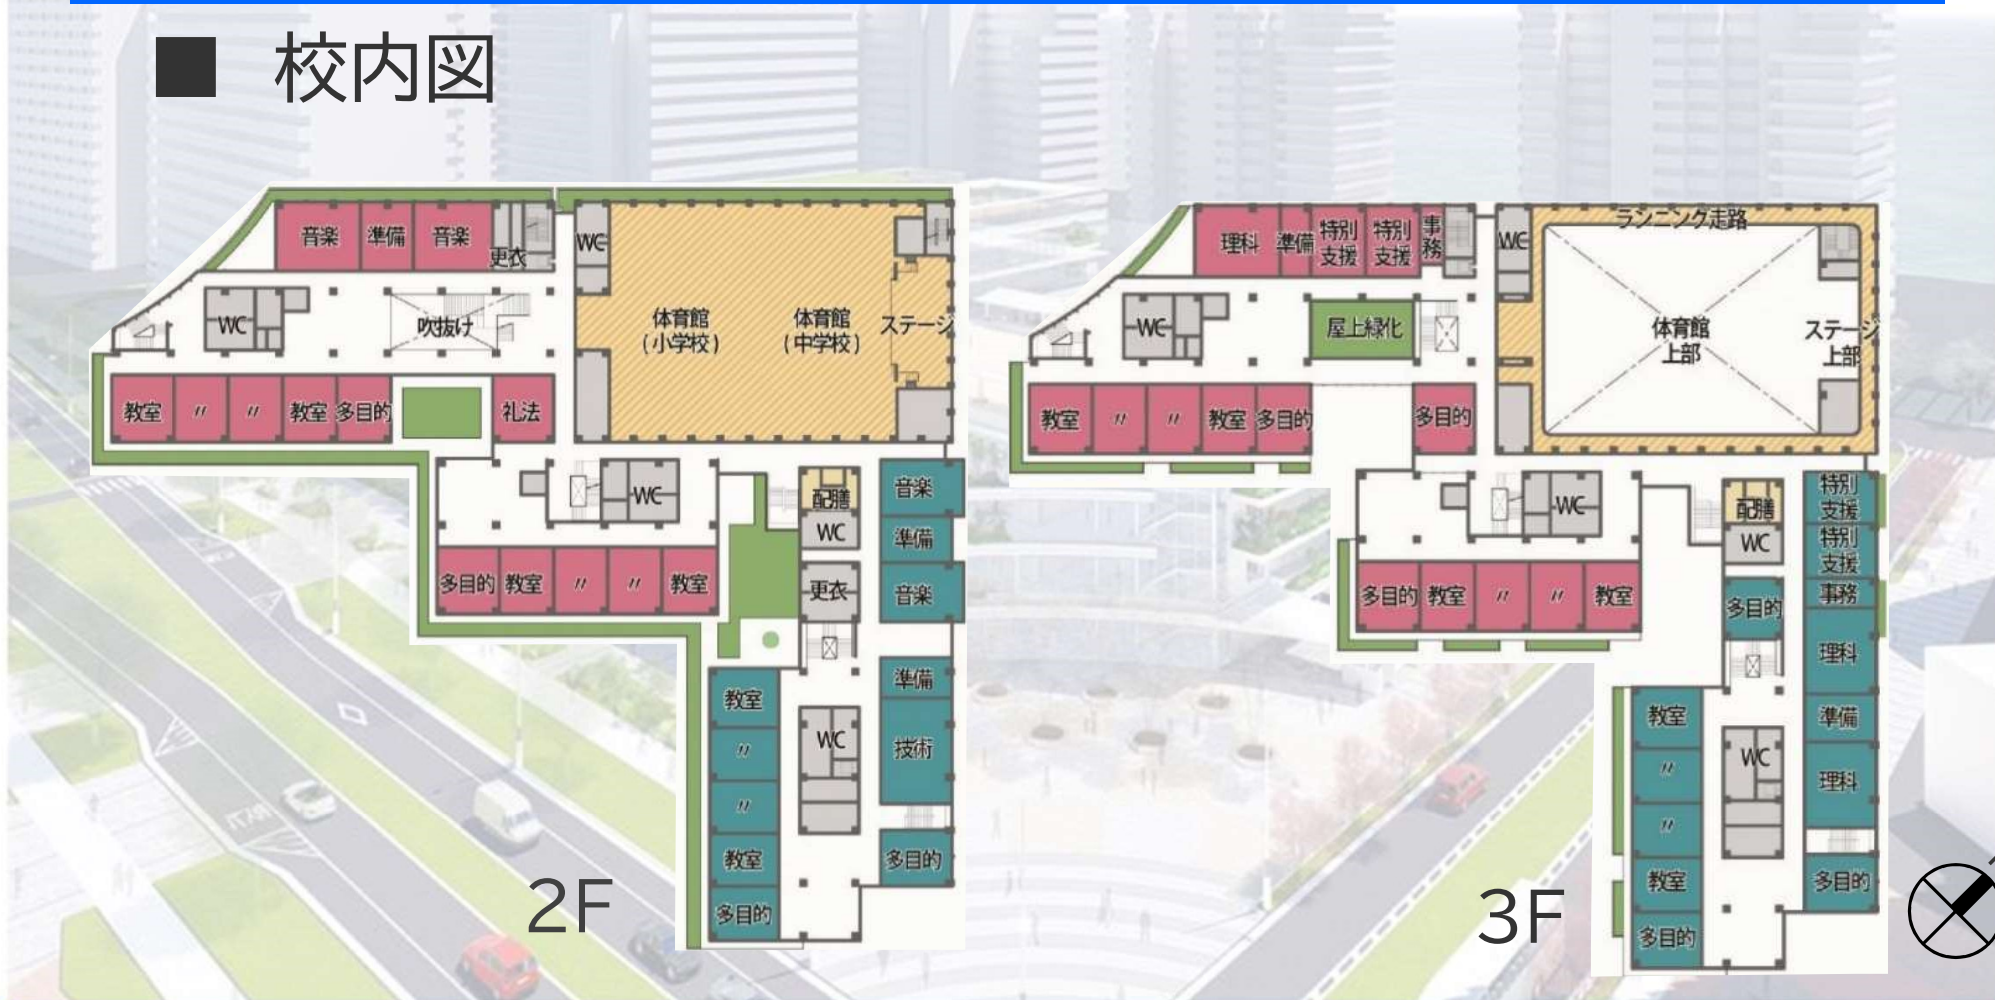 ■ 校内図
音楽 準備 音楽
更衣
WC
WC
吹抜け
体育館
(小学校)
体育館
(中学校)
ステージ
教室 〃 〃 教室 多目的
礼法
WC
配膳
WC
音楽
準備
多目的 教室 〃 〃 教室
更衣
音楽
教室
〃
〃
教室
多目的
WC
準備
技術
多目的
2F
理科 準備
特別
支援
特別
支援
事
務
WC
ランニング走路
WC
屋上緑化
体育館
上部
ステージ
上部
教室 〃 〃 教室 多目的
多目的
WC
配膳
WC
特別
支援
特別
支援
事務
多目的 教室 〃 〃 教室
多目的
理科
教室
〃
〃
教室
多目的
WC
準備
理科
多目的
3F